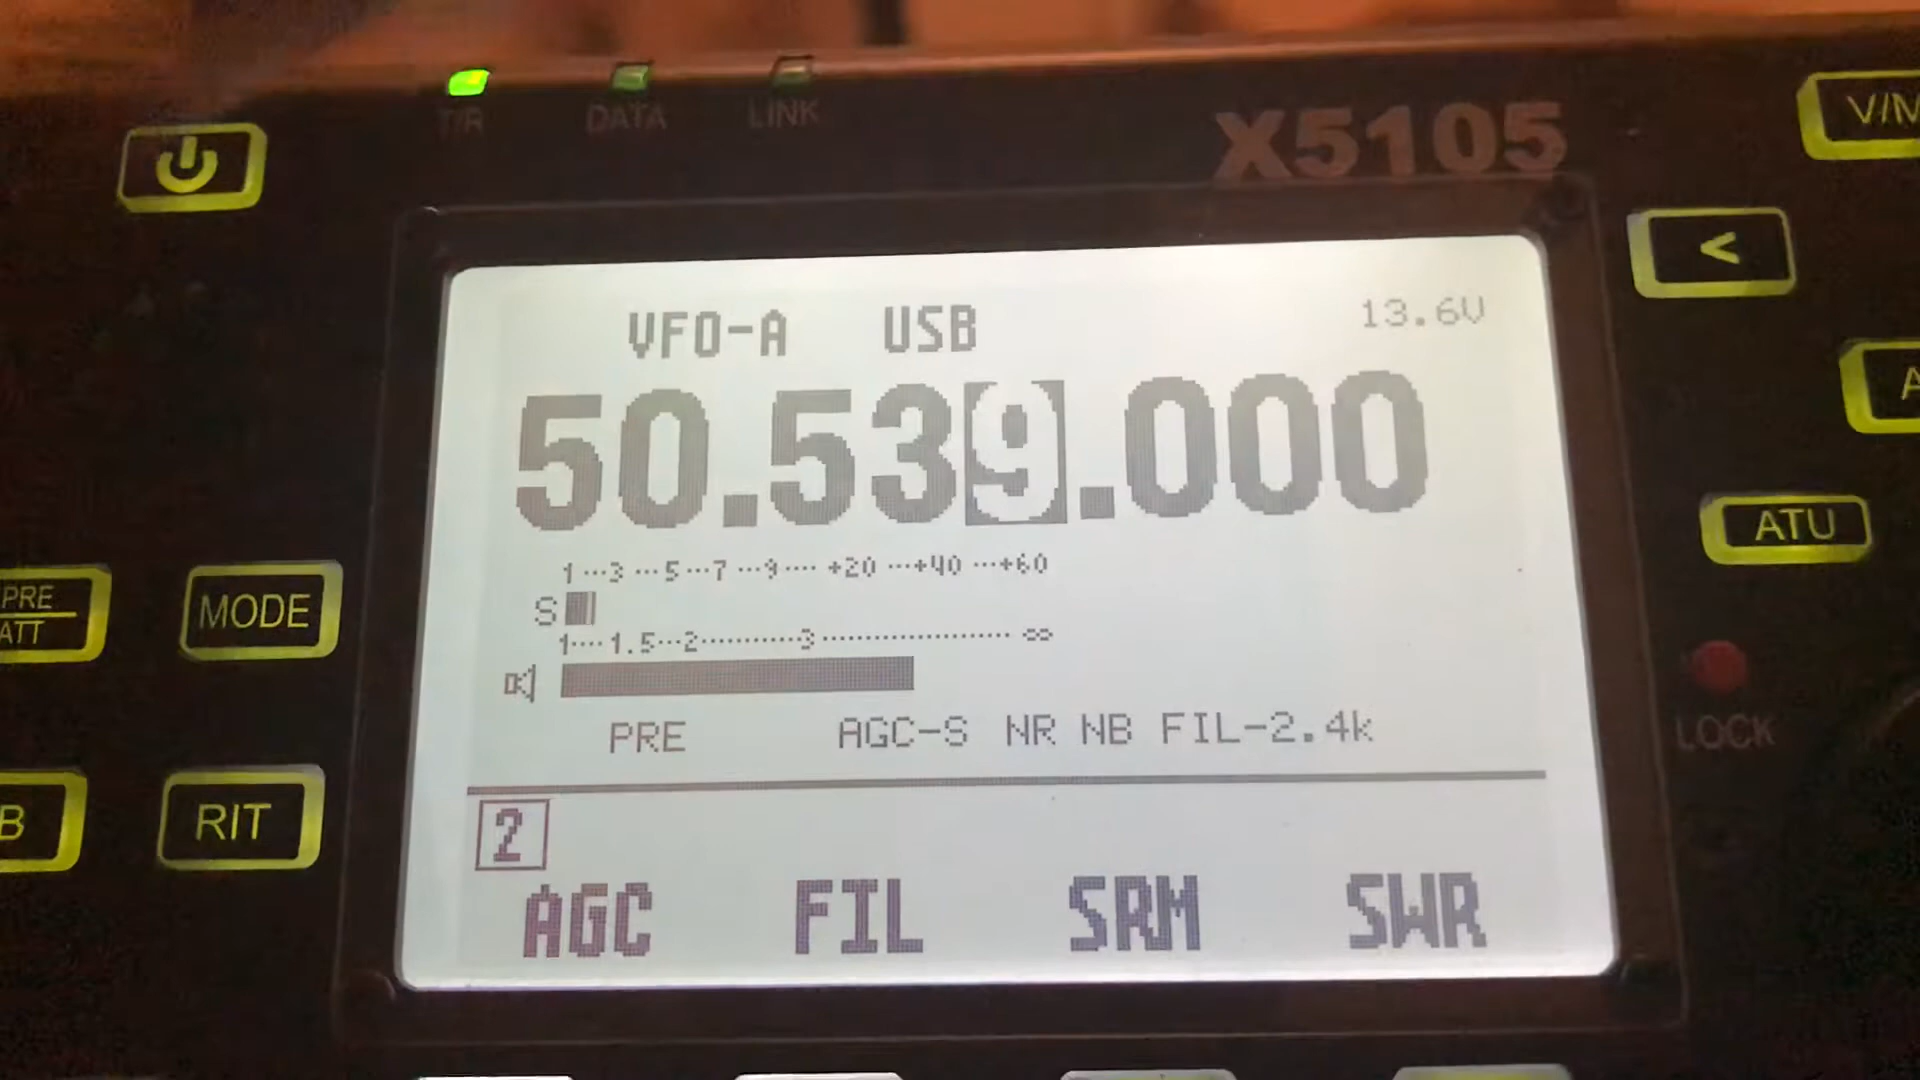 T/R DATA LINK
X5105
V/M
<
VFO-A USB 13.6V
50.539.000
1···3···5···7···9····+20···+40···+60
S
1····1.5···2···········3··················∞
ATU
PRE
ATT
MODE
PRE AGC-S NR NB FIL-2.4k
LOCK
B
RIT
2
AGC FIL SRM SWR